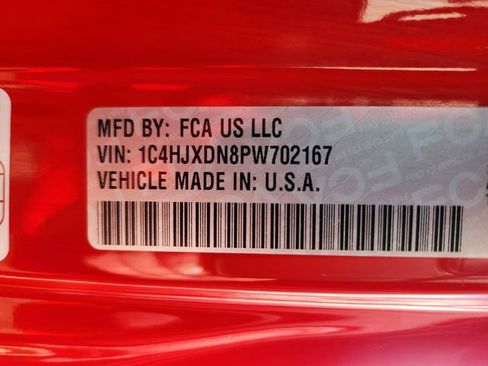 MFD BY: FCA US LLC
VIN: 1C4HJXDN8PW702167
VEHICLE MADE IN: U.S.A.